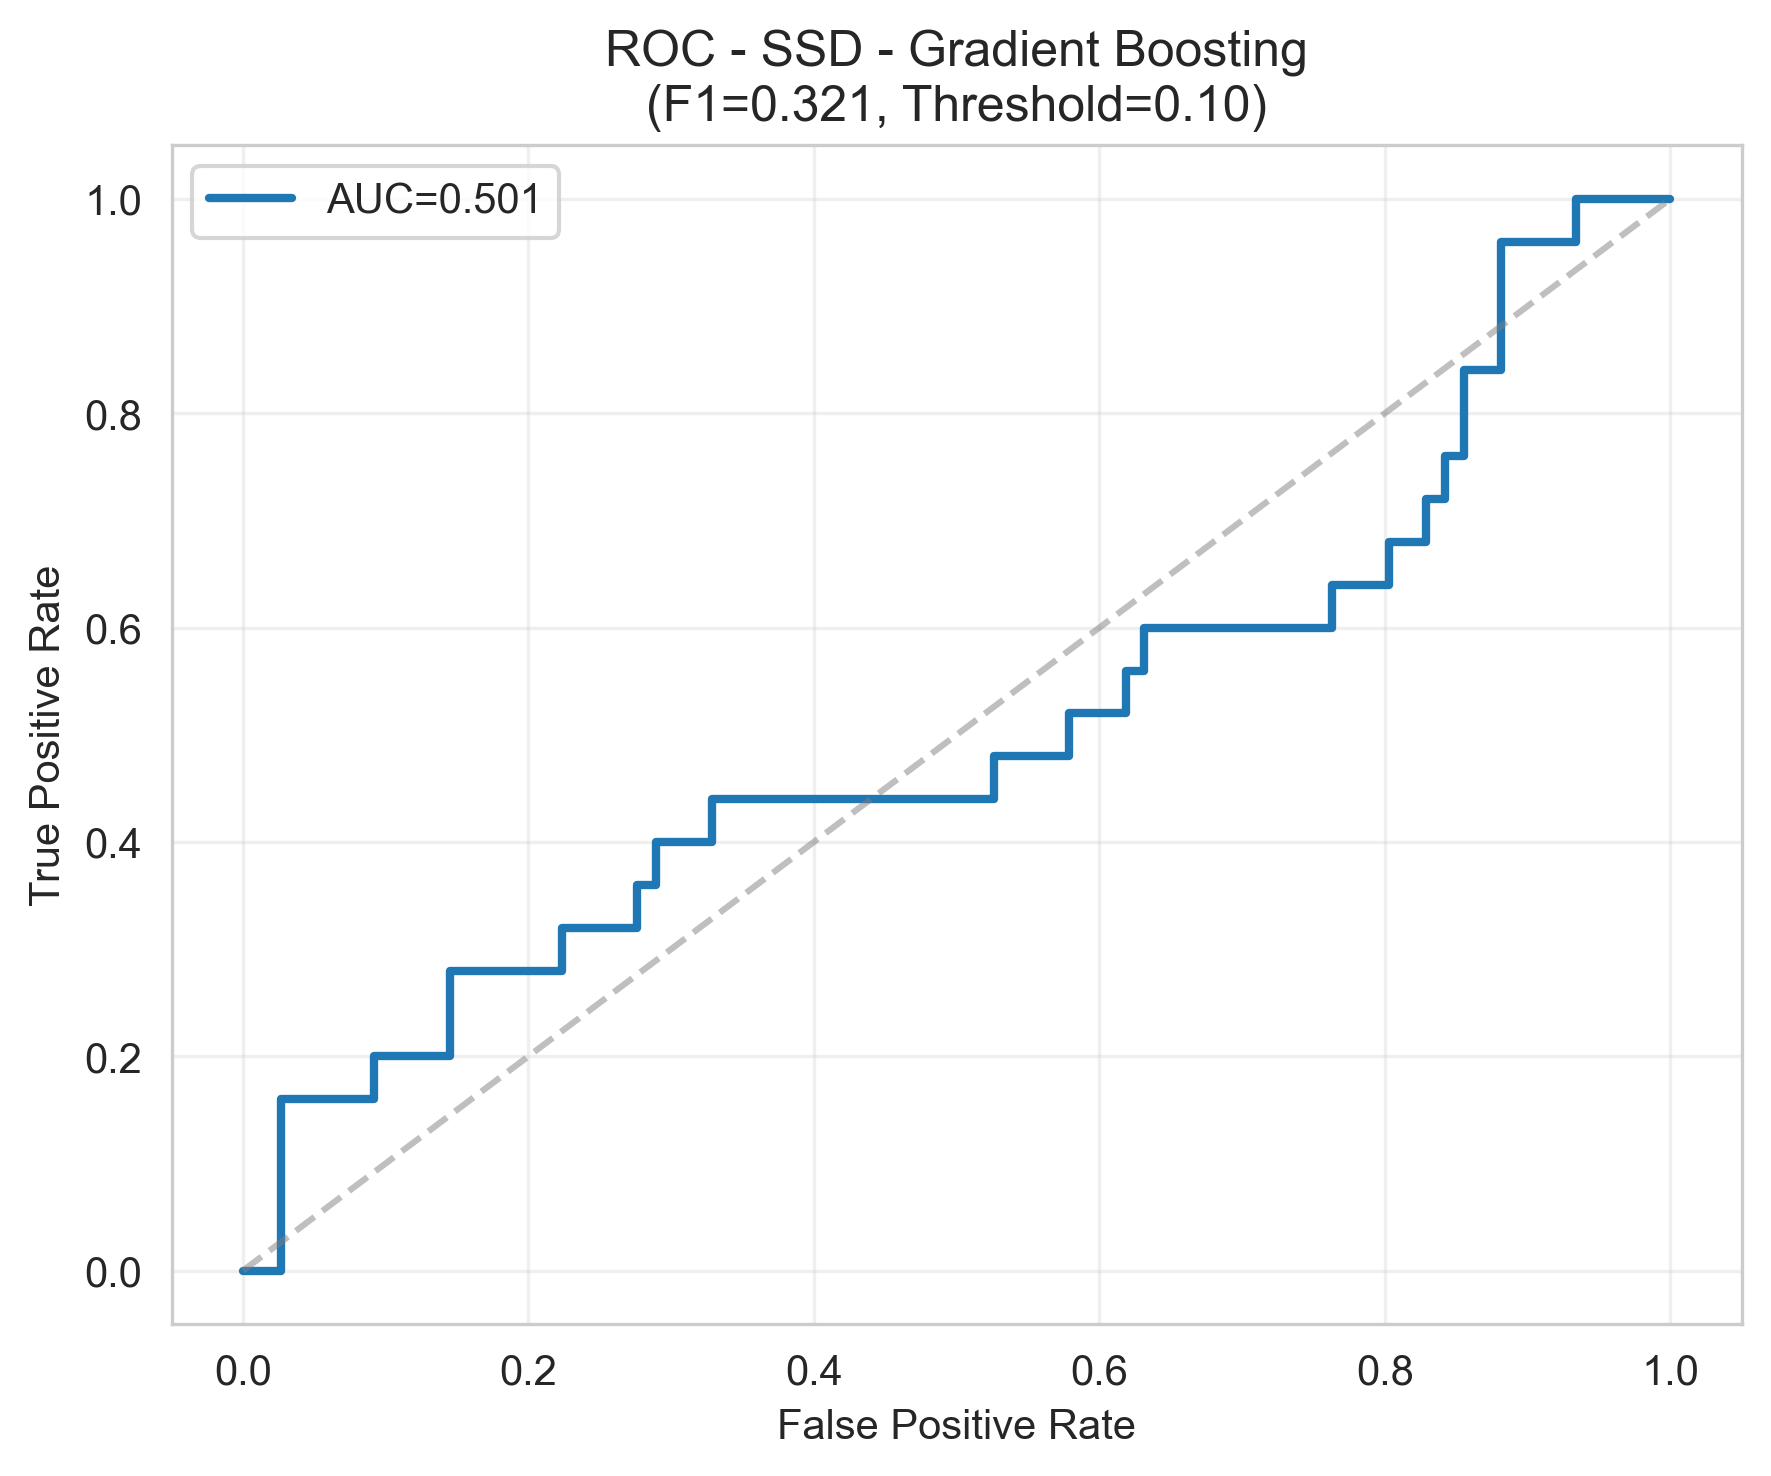 ROC - SSD - Gradient Boosting
(F1=0.321, Threshold=0.10)
AUC=0.501
1.0
0.8
0.6
0.4
0.2
0.0
True Positive Rate
0.0 0.2 0.4 0.6 0.8 1.0
False Positive Rate